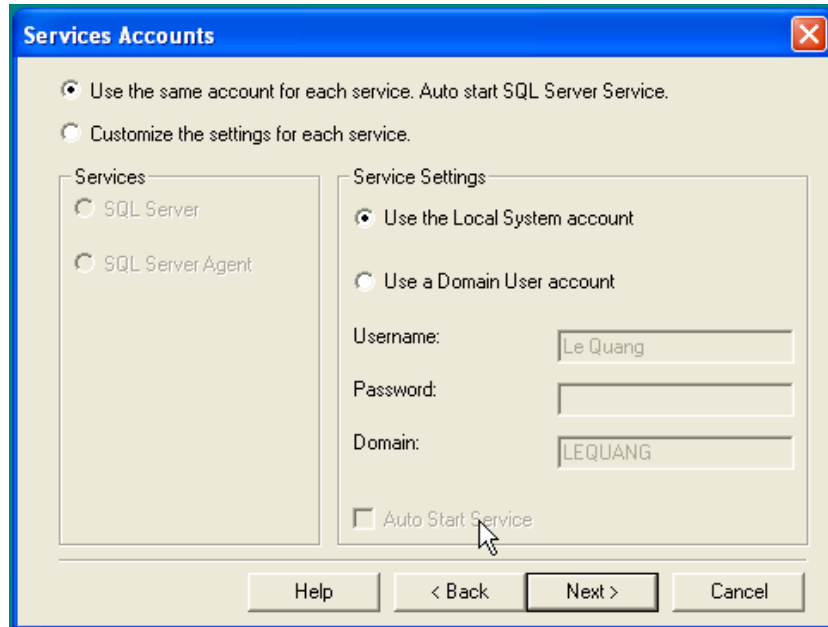 Services Accounts
Use the same account for each service. Auto start SQL Server Service.
Customize the settings for each service.
Services
SQL Server
SQL Server Agent
Service Settings
Use the Local System account
Use a Domain User account
Username:
Le Quang
Password:
Domain:
LEQUANG
Auto Start Service
Help
< Back
Next >
Cancel